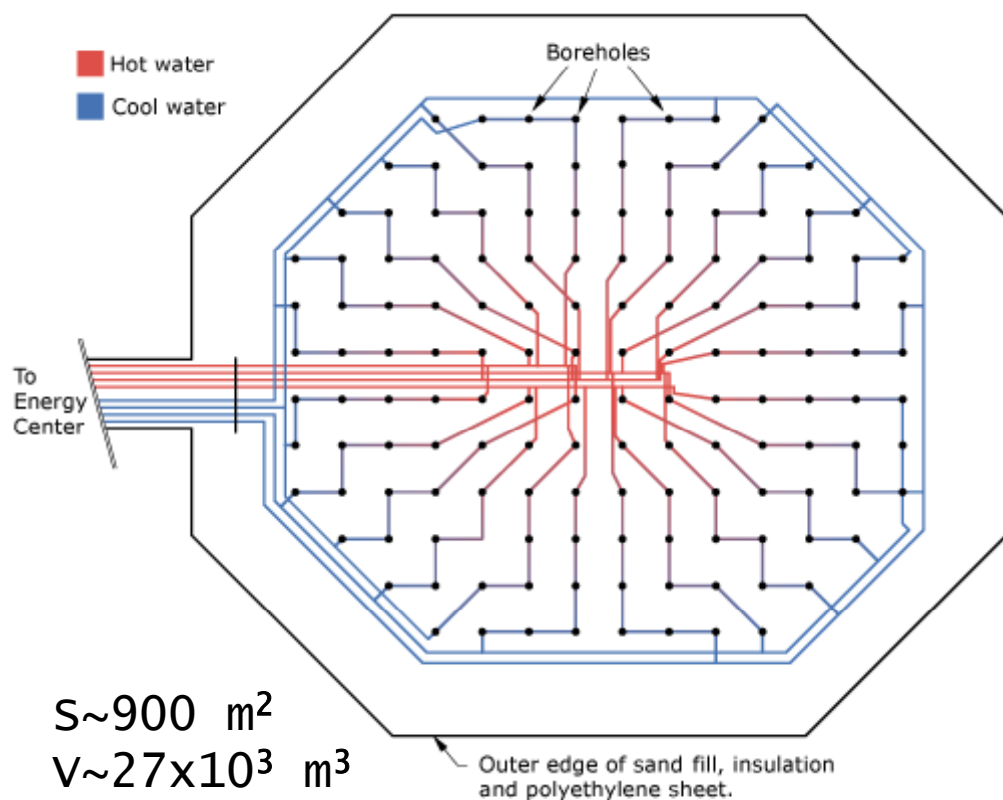 Hot water
Cool water
Boreholes
To
Energy
Center
S~900 m²
V~27x10³ m³
Outer edge of sand fill, insulation
and polyethylene sheet.